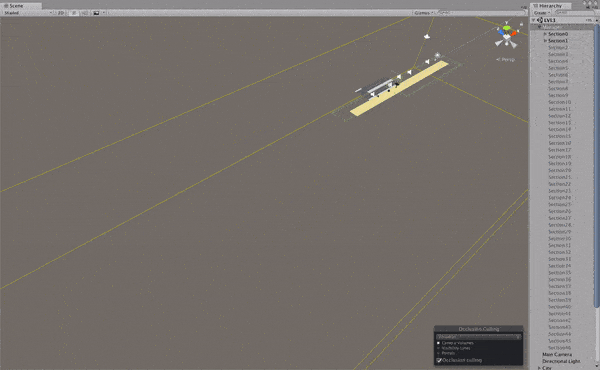 Scene
Shaded
2D
Gizmos
Persp
Hierarchy
Create
LVL1
Section0
Section1
Section2
Section3
Section4
Section5
Section6
Section7
Section8
Section9
Section10
Section11
Section12
Section13
Section14
Section15
Section16
Section17
Section18
Section19
Section20
Section21
Section22
Section23
Section24
Section25
Section26
Section27
Section28
Section29
Section30
Section31
Section32
Section33
Section34
Section35
Section36
Section37
Section38
Section39
Section40
Section41
Section42
Section43
Section44
Section45
Section46
Main Camera
Directional Light
City
Occlusion Culling
Camera Volumes
Visibility Lines
Portals
Occlusion culling